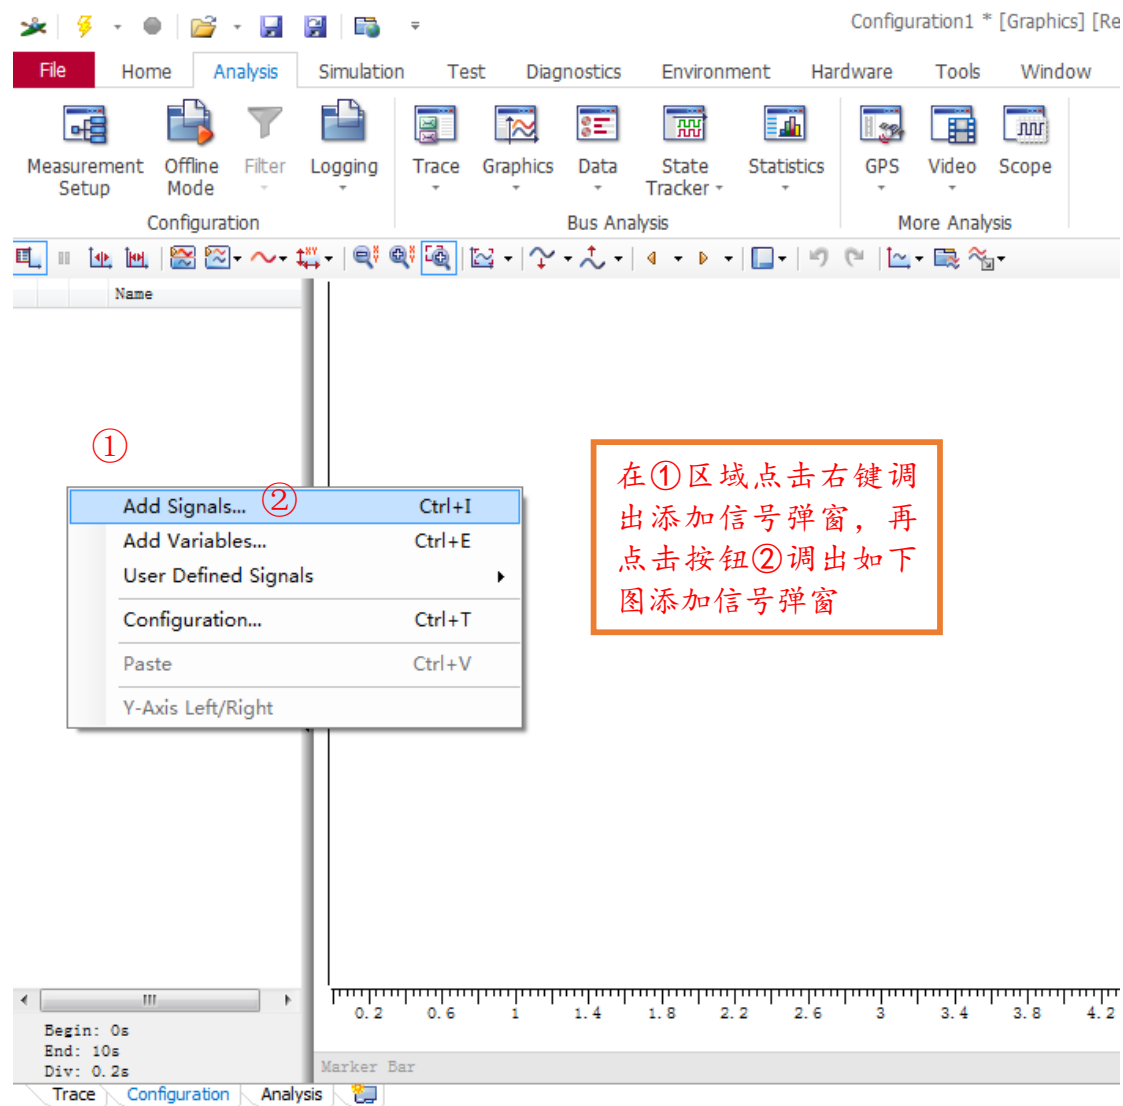 Configuration1 * [Graphics] [Re
File Home Analysis Simulation Test Diagnostics Environment Hardware Tools Window
Measurement Setup
Offline Mode
Filter
Logging
Trace
Graphics
Data
State Tracker
Statistics
GPS
Video
Scope
Configuration
Bus Analysis
More Analysis
Name
①
Add Signals... ② Ctrl+I
Add Variables... Ctrl+E
User Defined Signals
Configuration... Ctrl+T
Paste Ctrl+V
Y-Axis Left/Right
在①区域点击右键调
出添加信号弹窗，再
点击按钮②调出如下
图添加信号弹窗
0.2 0.6 1 1.4 1.8 2.2 2.6 3 3.4 3.8 4.2
Begin: 0s
End: 10s
Div: 0.2s
Marker Bar
Trace Configuration Analysis